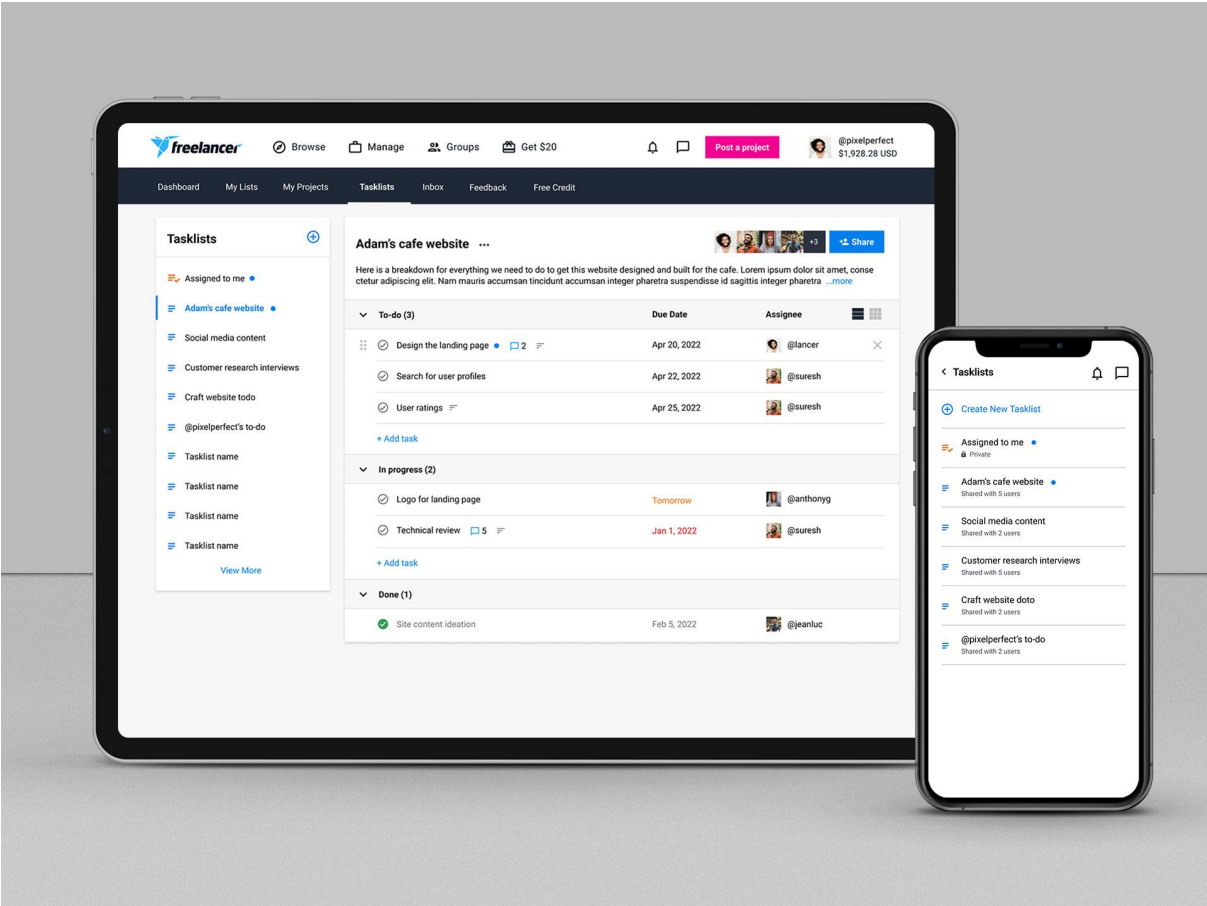 freelancer
Browse
Manage
Groups
Get $20
Post a project
@pixelperfect
$1,928.28 USD
Dashboard
My Lists
My Projects
Tasklists
Inbox
Feedback
Free Credit
Tasklists
Assigned to me
Adam's cafe website
Social media content
Customer research interviews
Craft website todo
@pixelperfect's to-do
Tasklist name
Tasklist name
Tasklist name
Tasklist name
View More
Adam's cafe website ...
+3
Share
Here is a breakdown for everything we need to do to get this website designed and built for the cafe. Lorem ipsum dolor sit amet, conse
ctetur adipiscing elit. Nam mauris accumsan tincidunt accumsan integer pharetra suspendisse id sagittis integer pharetra ...more
To-do (3) Due Date Assignee
Design the landing page 2 Apr 20, 2022 @lancer
Search for user profiles Apr 22, 2022 @suresh
User ratings Apr 25, 2022 @suresh
+ Add task
In progress (2)
Logo for landing page Tomorrow @anthonyg
Technical review 5 Jan 1, 2022 @suresh
+ Add task
Done (1)
Site content ideation Feb 5, 2022 @jeanluc
Tasklists
Create New Tasklist
Assigned to me
Private
Adam's cafe website
Shared with 5 users
Social media content
Shared with 2 users
Customer research interviews
Shared with 5 users
Craft website doto
Shared with 2 users
@pixelperfect's to-do
Shared with 2 users